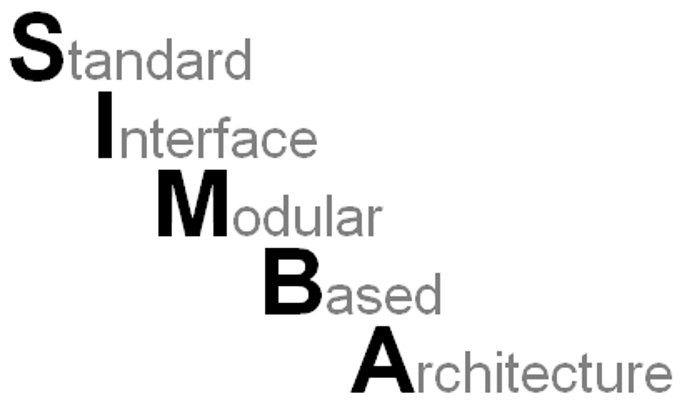 Standard
Interface
Modular
Based
Architecture